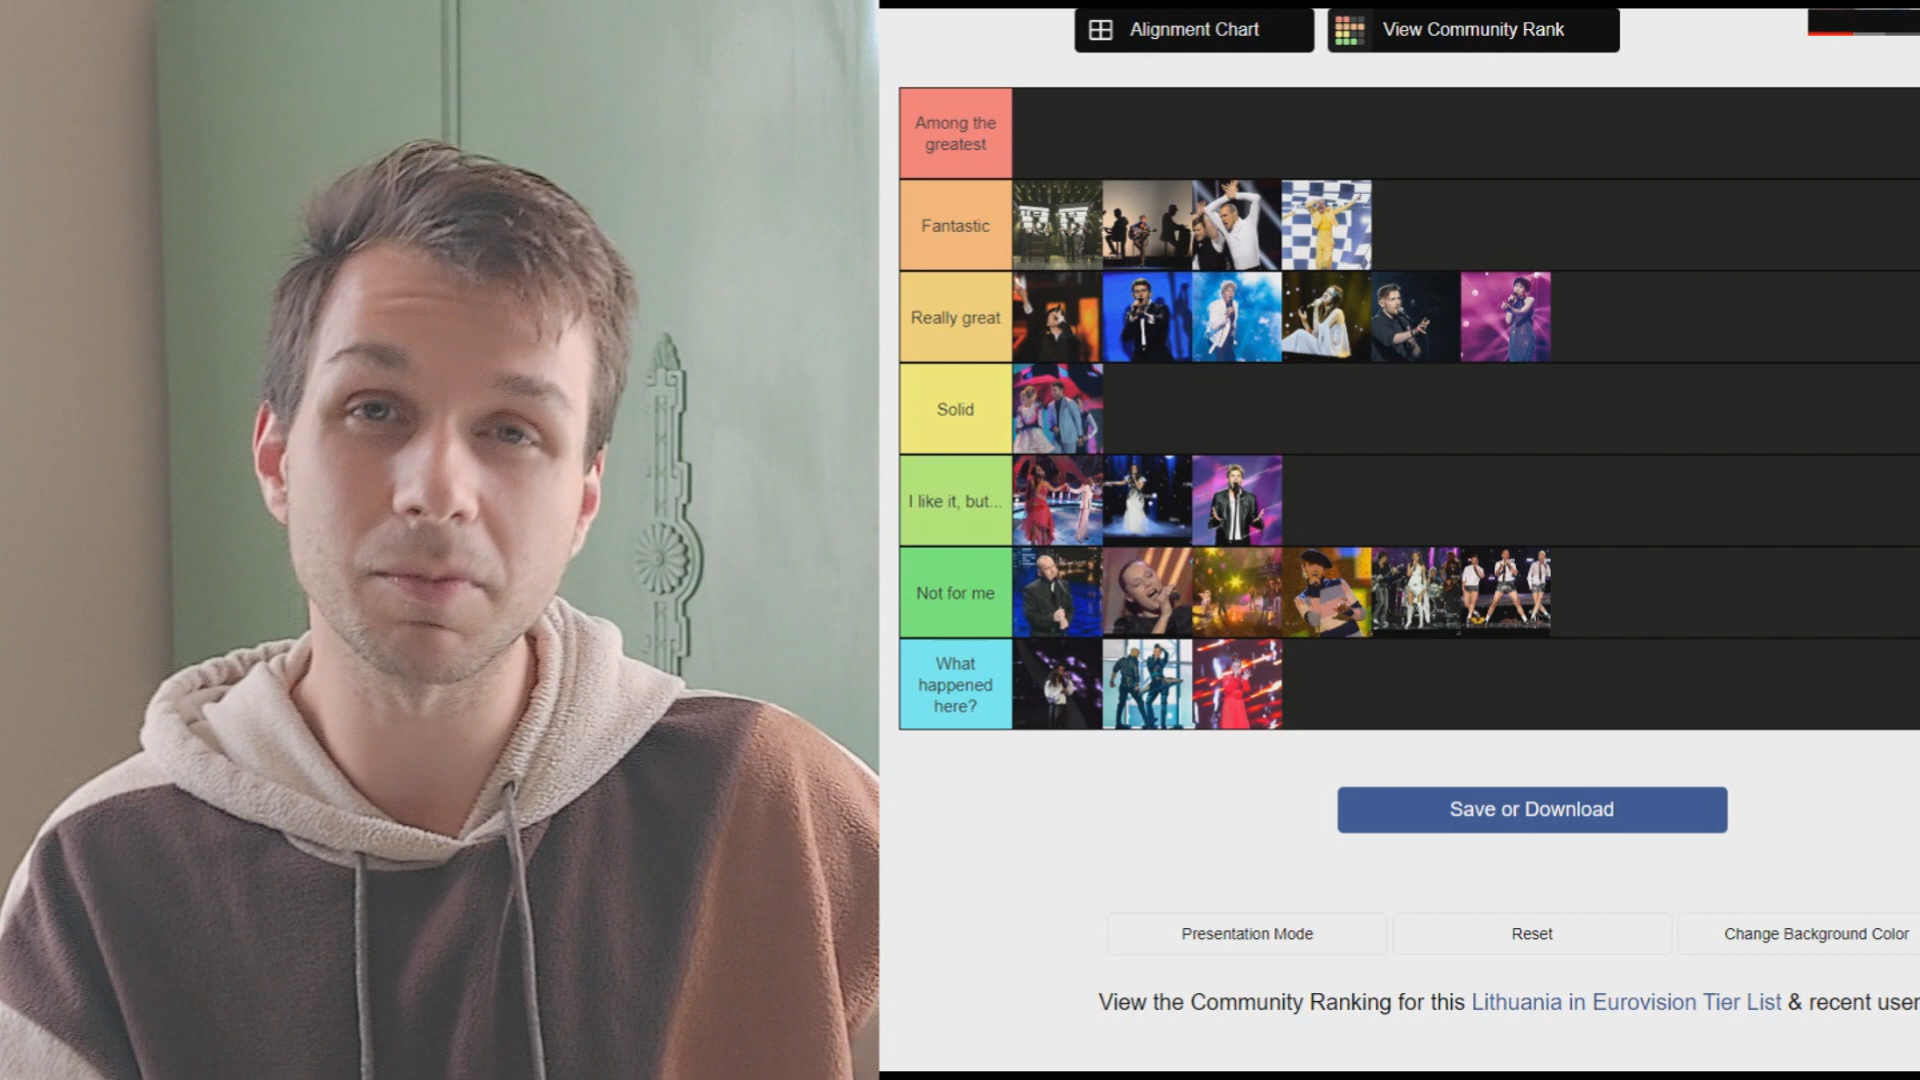 Alignment Chart
View Community Rank
Among the
greatest
Fantastic
Really great
Solid
I like it, but...
Not for me
What
happened
here?
Save or Download
Presentation Mode
Reset
Change Background Color
View the Community Ranking for this Lithuania in Eurovision Tier List & recent user